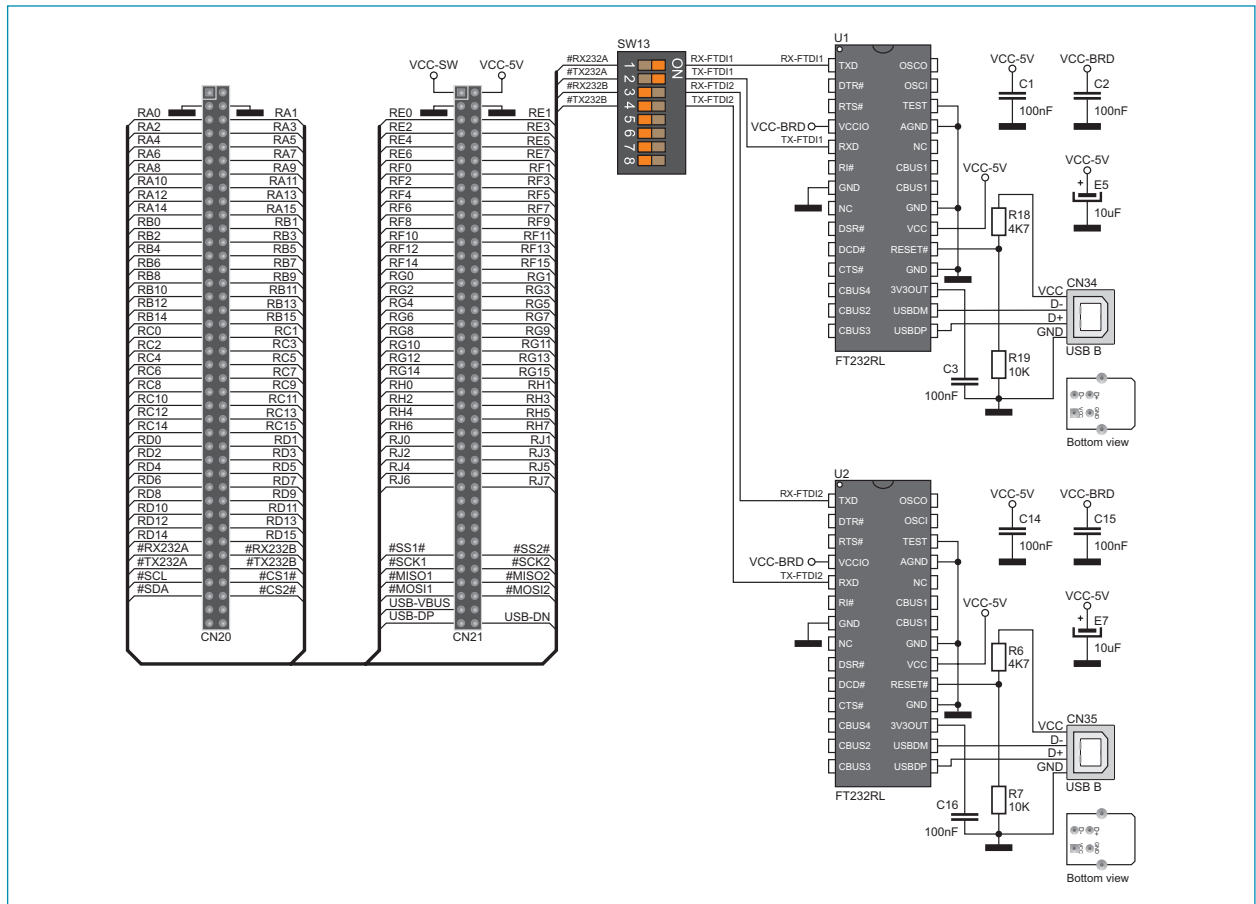 SW13
ON
1
2
3
4
5
6
7
8
#RX232A
#TX232A
#RX232B
#TX232B
RX-FTDI1
TX-FTDI1
RX-FTDI2
TX-FTDI2
VCC-SW
VCC-5V
RA0 RA1
RA2 RA3
RA4 RA5
RA6 RA7
RA8 RA9
RA10 RA11
RA12 RA13
RA14 RA15
RB0 RB1
RB2 RB3
RB4 RB5
RB6 RB7
RB8 RB9
RB10 RB11
RB12 RB13
RB14 RB15
RC0 RC1
RC2 RC3
RC4 RC5
RC6 RC7
RC8 RC9
RC10 RC11
RC12 RC13
RC14 RC15
RD0 RD1
RD2 RD3
RD4 RD5
RD6 RD7
RD8 RD9
RD10 RD11
RD12 RD13
RD14 RD15
#RX232A #RX232B
#TX232A #TX232B
#SCL #CS1#
#SDA #CS2#
CN20
RE0 RE1
RE2 RE3
RE4 RE5
RE6 RE7
RF0 RF1
RF2 RF3
RF4 RF5
RF6 RF7
RF8 RF9
RF10 RF11
RF12 RF13
RF14 RF15
RG0 RG1
RG2 RG3
RG4 RG5
RG6 RG7
RG8 RG9
RG10 RG11
RG12 RG13
RG14 RG15
RH0 RH1
RH2 RH3
RH4 RH5
RH6 RH7
RJ0 RJ1
RJ2 RJ3
RJ4 RJ5
RJ6 RJ7
#SS1# #SS2#
#SCK1 #SCK2
#MISO1 #MISO2
#MOSI1 #MOSI2
USB-VBUS
USB-DP USB-DN
CN21
U1
RX-FTDI1
VCC-BRD
TX-FTDI1
TXD OSCO
DTR# OSCI
RTS# TEST
VCCIO AGND
RXD NC
RI# CBUS1
GND CBUS1
NC GND
DSR# VCC
DCD# RESET#
CTS# GND
CBUS4 3V3OUT
CBUS2 USBDM
CBUS3 USBDP
FT232RL
VCC-5V
C1
100nF
VCC-BRD
C2
100nF
VCC-5V
VCC-5V
+ E5
10uF
R18
4K7
R19
10K
C3
100nF
CN34
VCC
D-
D+
GND
USB B
D- D+
VCC GND
Bottom view
U2
RX-FTDI2
VCC-BRD
TX-FTDI2
TXD OSCO
DTR# OSCI
RTS# TEST
VCCIO AGND
RXD NC
RI# CBUS1
GND CBUS1
NC GND
DSR# VCC
DCD# RESET#
CTS# GND
CBUS4 3V3OUT
CBUS2 USBDM
CBUS3 USBDP
FT232RL
VCC-5V
C14
100nF
VCC-BRD
C15
100nF
VCC-5V
VCC-5V
+ E7
10uF
R6
4K7
R7
10K
C16
100nF
CN35
VCC
D-
D+
GND
USB B
D- D+
VCC GND
Bottom view